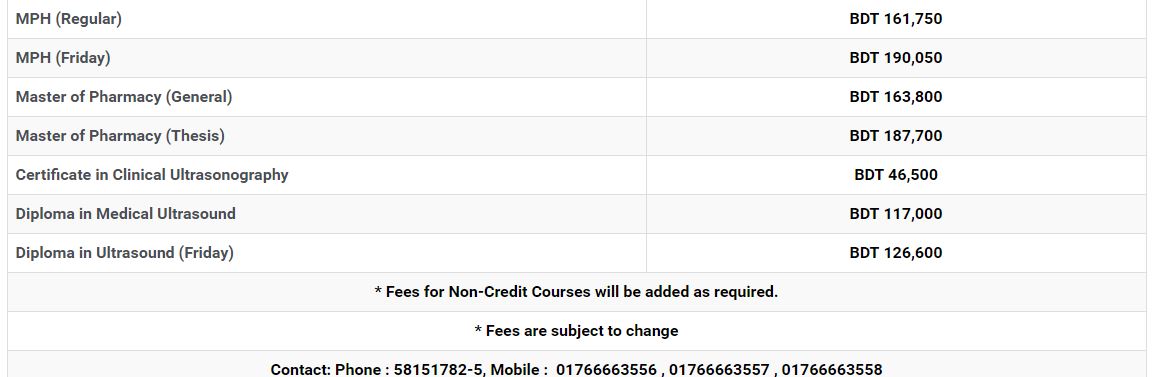 MPH (Regular) BDT 161,750
MPH (Friday) BDT 190,050
Master of Pharmacy (General) BDT 163,800
Master of Pharmacy (Thesis) BDT 187,700
Certificate in Clinical Ultrasonography BDT 46,500
Diploma in Medical Ultrasound BDT 117,000
Diploma in Ultrasound (Friday) BDT 126,600
* Fees for Non-Credit Courses will be added as required.
* Fees are subject to change
Contact: Phone : 58151782-5, Mobile : 01766663556 , 01766663557 , 01766663558